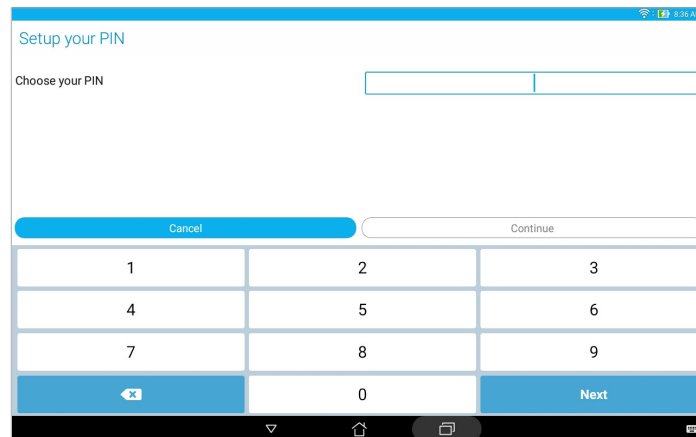 8:36 A
Setup your PIN
Choose your PIN
Cancel Continue
1 2 3
4 5 6
7 8 9
0 Next